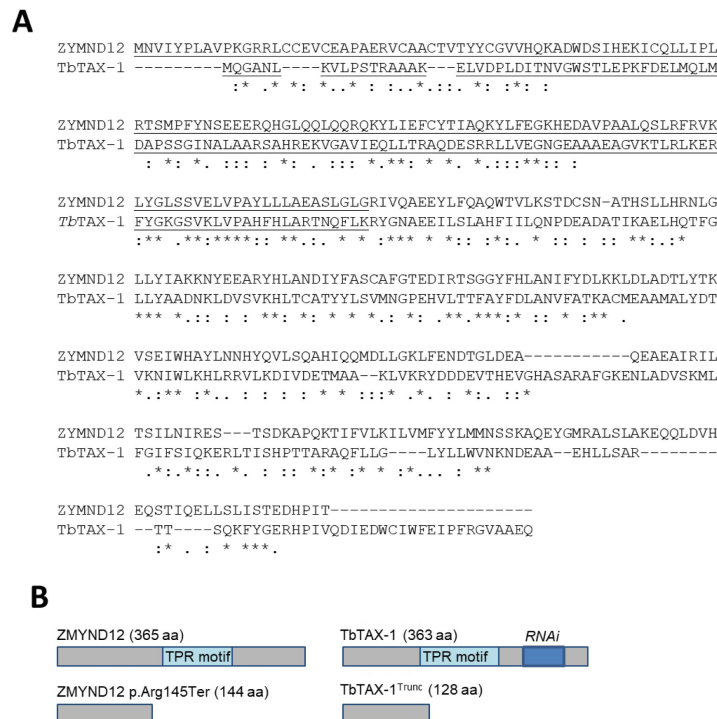 A
ZYMND12 MNVIYPLAVPKGRRLCCEVCEAPAERVCAACTVTYYCGVVHQKADWDSIHEKICQLLIPL
TbTAX-1 ---------MQGANL----KVLPSTRAAAK---ELVDPLDITNVGWSTLEPKFDELMQLM
:* . * *: *..* : : ..* .:::. *: :*: :
ZYMND12 RTSMPFYNSEEERQHGLQQLQQRQKYLIEFCYTIAQKYLFEGKHEDAVPAALQSLRFRVK
TbTAX-1 DAPSSGINALAARSAHREKVGAVIEQLLTRAQDESRRLLVEGNGEAAAEAGVKTLRLKER
: : *: *. : :: *: : . ::: *.::::**:: :
ZYMND12 LYGLSSVELVPAYLLLAEASLGLGRIVQAEEYLFQAQWTVLKSTDCSN-ATHSLLHRNLG
TbTAX-1 FYGKGSVKLVPAHFHLARTNQFLKRYGNAEEILSLAHFIILQNPDEADATIKAELHQTFG
:** .**:****:: **.:. * * :*** * *:: :*:. * :: : :: **:.:*
ZYMND12 LLYIAKKNYEEARYHLANDIYFASCAFGTEDIRTSGGYFHLANIFYDLKKLDLADTLYTK
TbTAX-1 LLYAADNKLDVSVKHLTCATYYLSVMNGPEHVLTTFAYFDLANVFATKACMEAAMALYDT
*** *.:: : : **: *: * *.*.: *: .**.***:* :: * :** .
ZYMND12 VSEIWHAYLNNHYQVLSQAHIQQMDLLGKLFENDTGLDEA-----------QEAEAIRIL
TbTAX-1 VKNIWLKHLRRVLKDIVDETMAA--KLVKRYDDDEVTHEVGHASARAFGKENLADVSKML
*.:** :*.. : : : : * * :::* .*. : *:. :*
ZYMND12 TSILNIRES---TSDKAPQKTIFVLKILVMFYYLMMNSSKAQEYGMRALSLAKEQQLDVH
TbTAX-1 FGIFSIQKERLTISHPTTARAQFLLG----LYLLWVNKNDEAA--EHLLSAR--------
.*:.*::. *. :. :: *:* :* * :*... : **
ZYMND12 EQSTIQELLSLISTEDHPIT--------------------
TbTAX-1 --TT----SQKFYGERHPIVQDIEDWCIWFEIPFRGVAAEQ
:* . : * ***.
B
ZMYND12 (365 aa) TbTAX-1 (363 aa) RNAi
TPR motif TPR motif
ZMYND12 p.Arg145Ter (144 aa) TbTAX-1Trunc (128 aa)